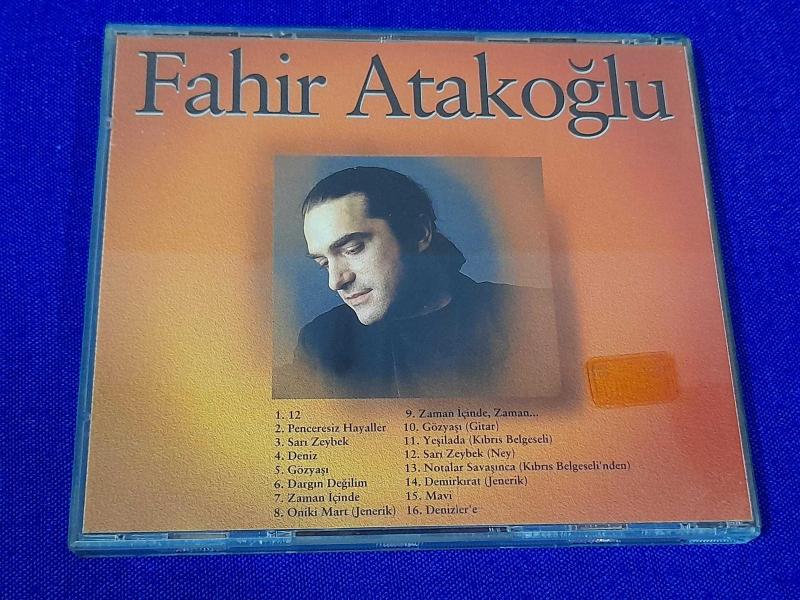 Fahir Atakoğlu
1. 12
2. Penceresiz Hayaller
3. Sarı Zeybek
4. Deniz
5. Gözyaşı
6. Dargın Değilim
7. Zaman İçinde
8. Oniki Mart (Jenerik)
9. Zaman İçinde, Zaman...
10. Gözyaşı (Gitar)
11. Yeşilada (Kıbrıs Belgeseli)
12. Sarı Zeybek (Ney)
13. Notalar Savaşınca (Kıbrıs Belgeseli'nden)
14. Demirkırat (Jenerik)
15. Mavi
16. Denizler'e